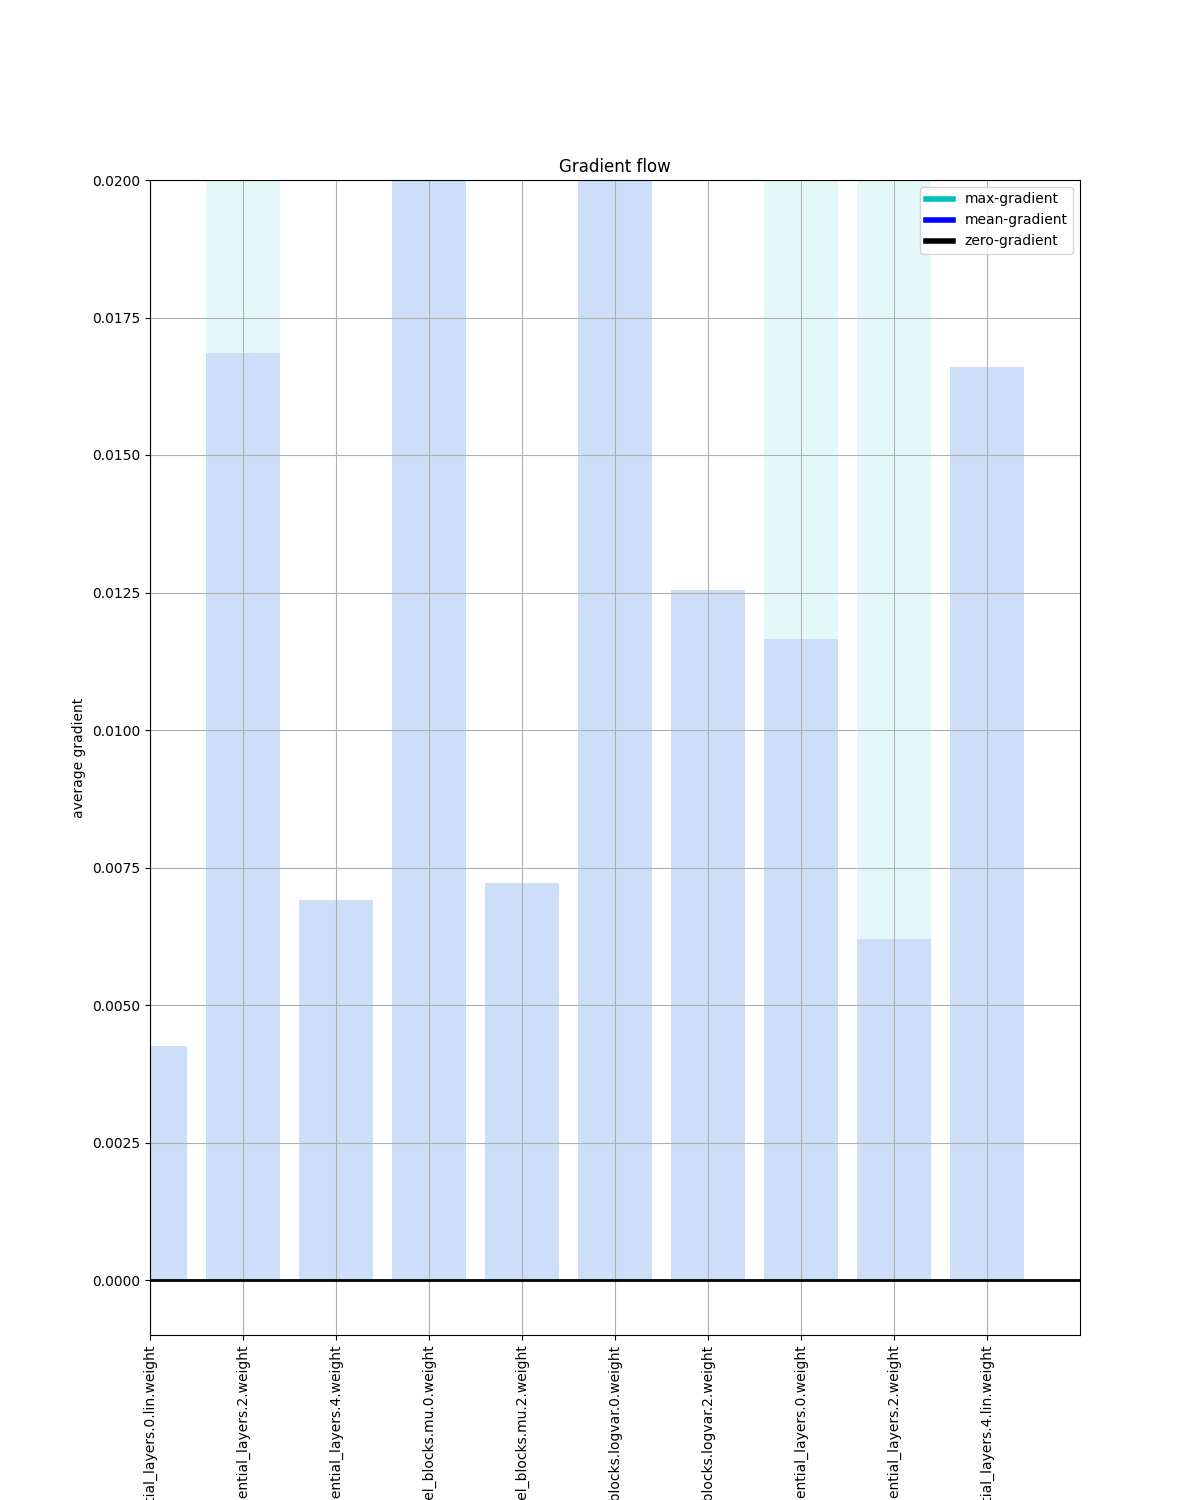 Gradient flow
max-gradient
mean-gradient
zero-gradient
average gradient
0.0200
0.0175
0.0150
0.0125
0.0100
0.0075
0.0050
0.0025
0.0000
tial_layers.0.lin.weight
ential_layers.2.weight
ential_layers.4.weight
el_blocks.mu.0.weight
el_blocks.mu.2.weight
blocks.logvar.0.weight
blocks.logvar.2.weight
ential_layers.0.weight
ential_layers.2.weight
tial_layers.4.lin.weight